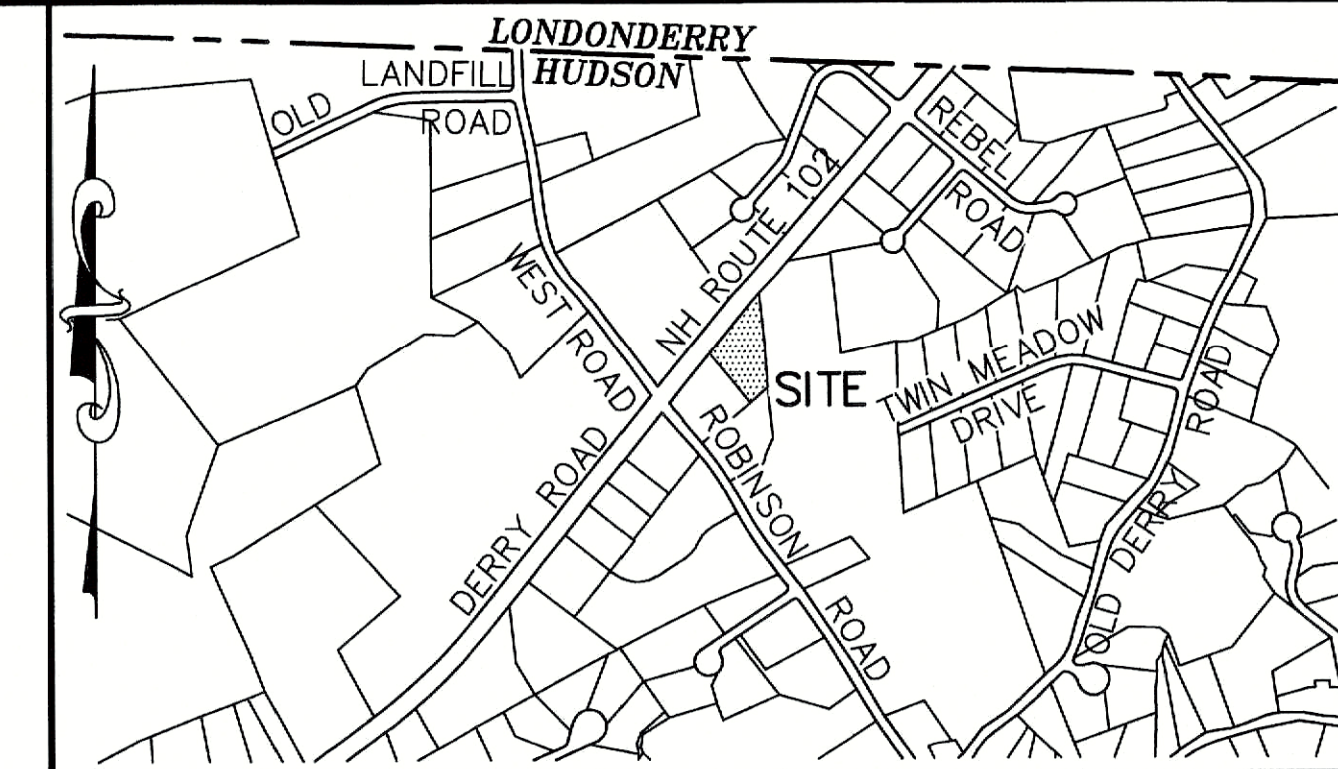 LONDONDERRY
HUDSON
OLD
LANDFILL
ROAD
REBEL
ROAD
NH ROUTE 102
WEST ROAD
SITE
TWIN MEADOW
DRIVE
DERRY ROAD
ROBINSON
ROAD
OLD DERRY ROAD